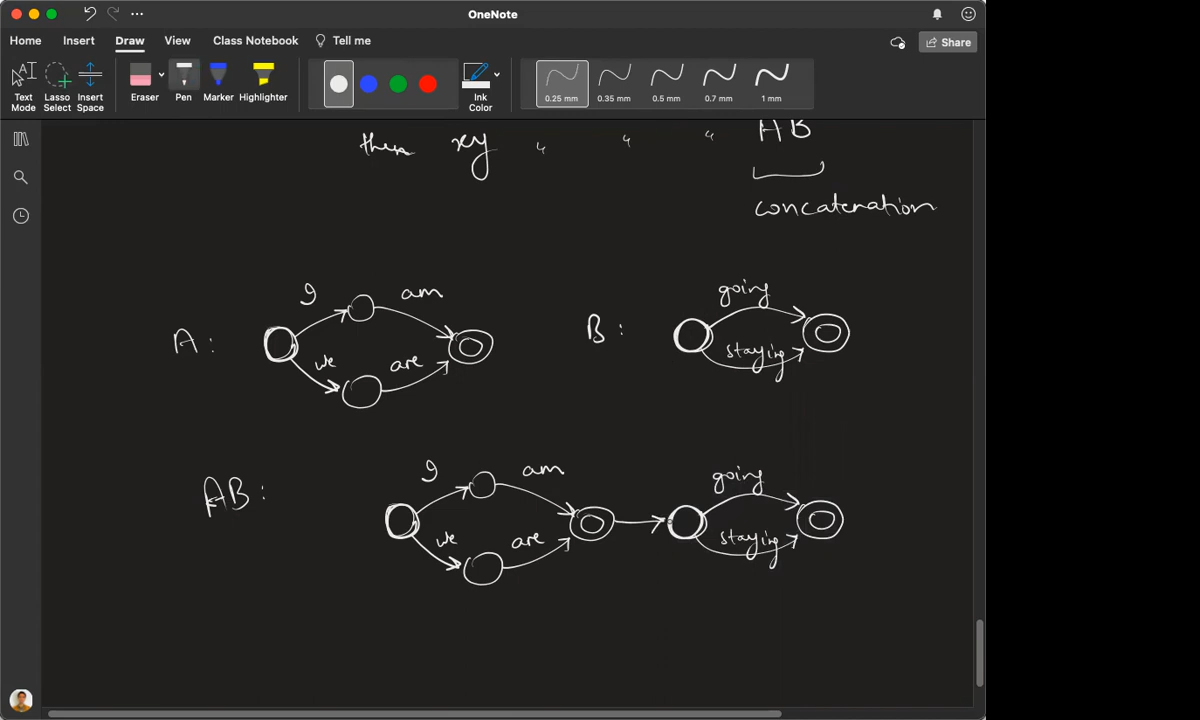 OneNote
Home Insert Draw View Class Notebook Tell me Share
Text Mode Lasso Select Insert Space Eraser Pen Marker Highlighter Ink Color 0.25 mm 0.35 mm 0.5 mm 0.7 mm 1 mm
then xy " " " AB
concatenation
A: I am we are
B: going staying
AB: I am we are going staying